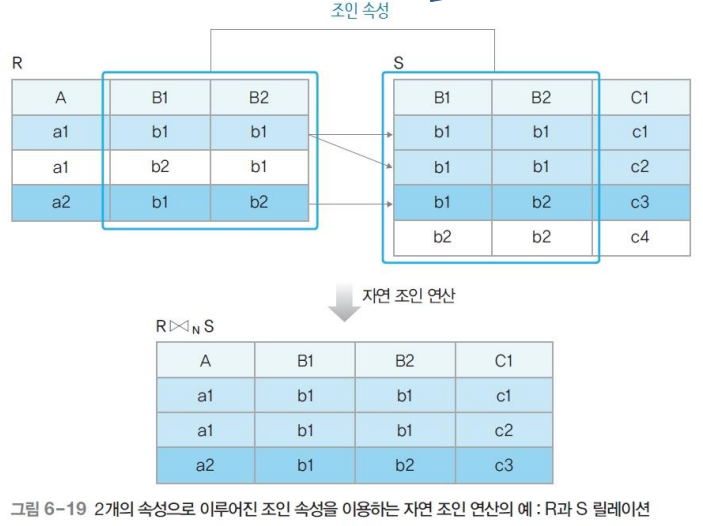 조인 속성
R
A B1 B2
a1 b1 b1
a1 b2 b1
a2 b1 b2
S
B1 B2 C1
b1 b1 c1
b1 b1 c2
b1 b2 c3
b2 b2 c4
자연 조인 연산
R⋈N S
A B1 B2 C1
a1 b1 b1 c1
a1 b1 b1 c2
a2 b1 b2 c3
그림 6-19 2개의 속성으로 이루어진 조인 속성을 이용하는 자연 조인 연산의 예 : R과 S 릴레이션